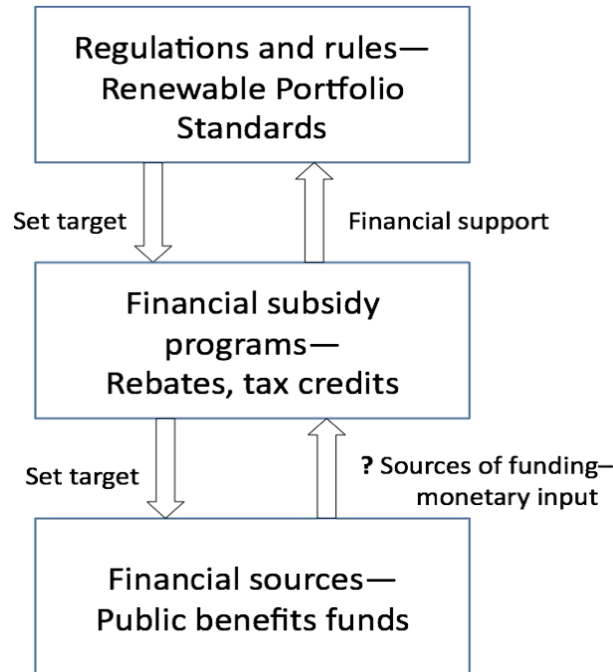 Regulations and rules—
Renewable Portfolio
Standards
Set target
Financial support
Financial subsidy
programs—
Rebates, tax credits
Set target
? Sources of funding—
monetary input
Financial sources—
Public benefits funds